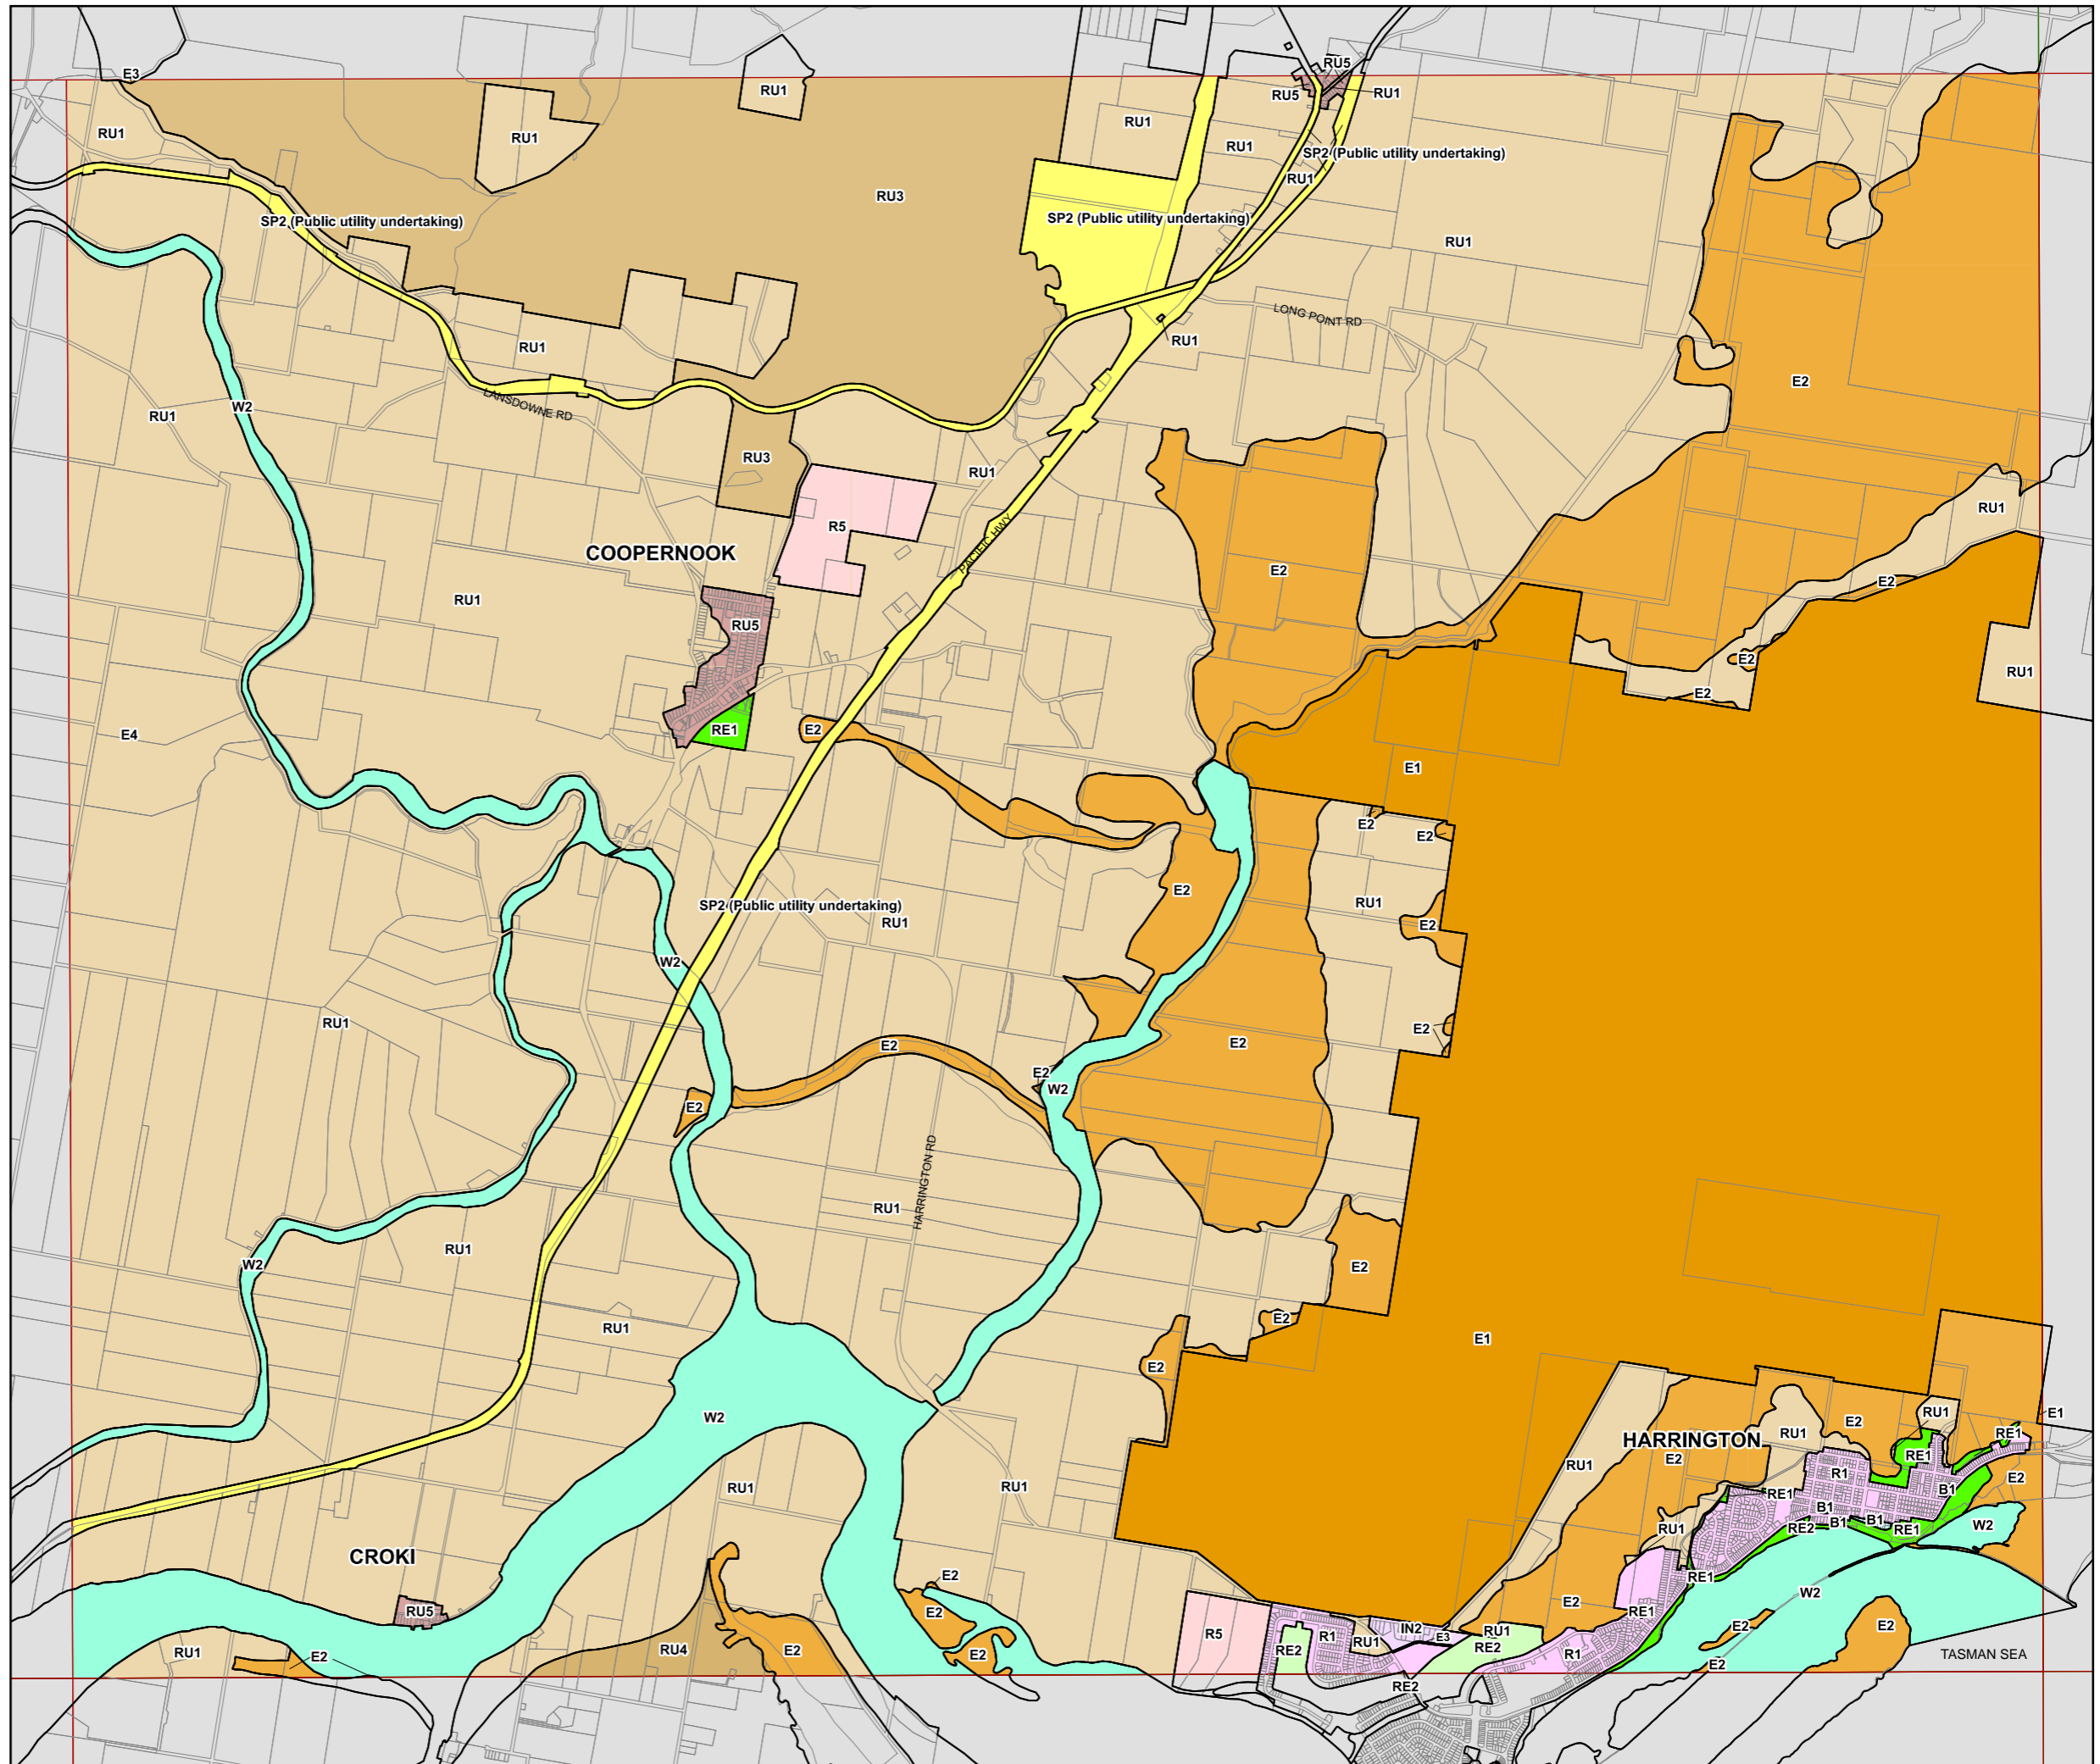 RU5
E3
RU1
RU5
RU1
RU1
RU1
RU1
RU1
SP2 (Public utility undertaking)
RU1
RU3
RU1
SP2 (Public utility undertaking)
SP2 (Public utility undertaking)
RU1
LONG POINT RD
RU1
RU1
E2
LANSDOWNE RD
W2
RU1
RU3
RU1
RU1
R5
PACIFIC HWY
COOPERNOOK
E2
E2
RU1
RU5
E2
RU1
E2
RE1
E2
E4
E1
E2
E2
E2
RU1
SP2 (Public utility undertaking)
RU1
E2
W2
RU1
E2
E2
E2
E2
W2
E2
HARRINGTON RD
RU1
RU1
W2
E2
E2
RU1
E1
E2
W2
RU1
E2
RU1
E1
HARRINGTON
E2
RU1
RE1
RE1
R1
E2
RU1
RU1
RE1
B1
B1
RE2
B1
B1
RE1
W2
RU1
CROKI
E2
RE1
W2
RU5
E2
E2
RE1
E2
E2
IN2
RU1
R5
R1
RU1
E3
RE2
RE2
R1
RU1
E2
RU4
E2
E2
E2
TASMAN SEA
RE2